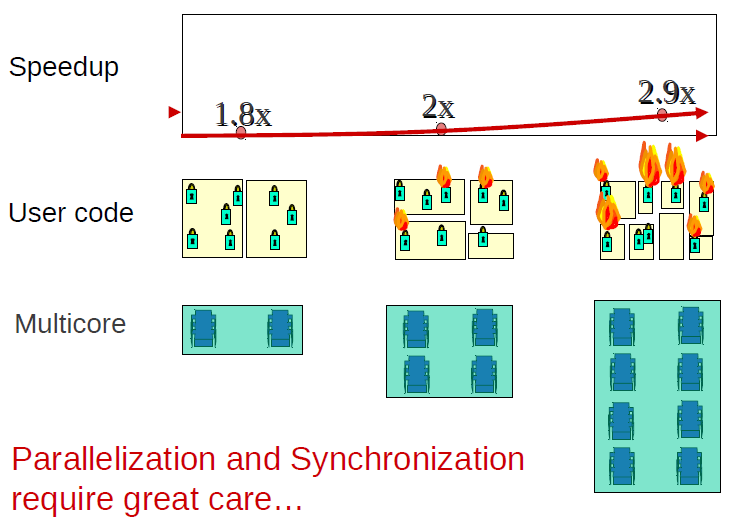 Speedup
1.8x
2x
2.9x
User code
Multicore
Parallelization and Synchronization
require great care…